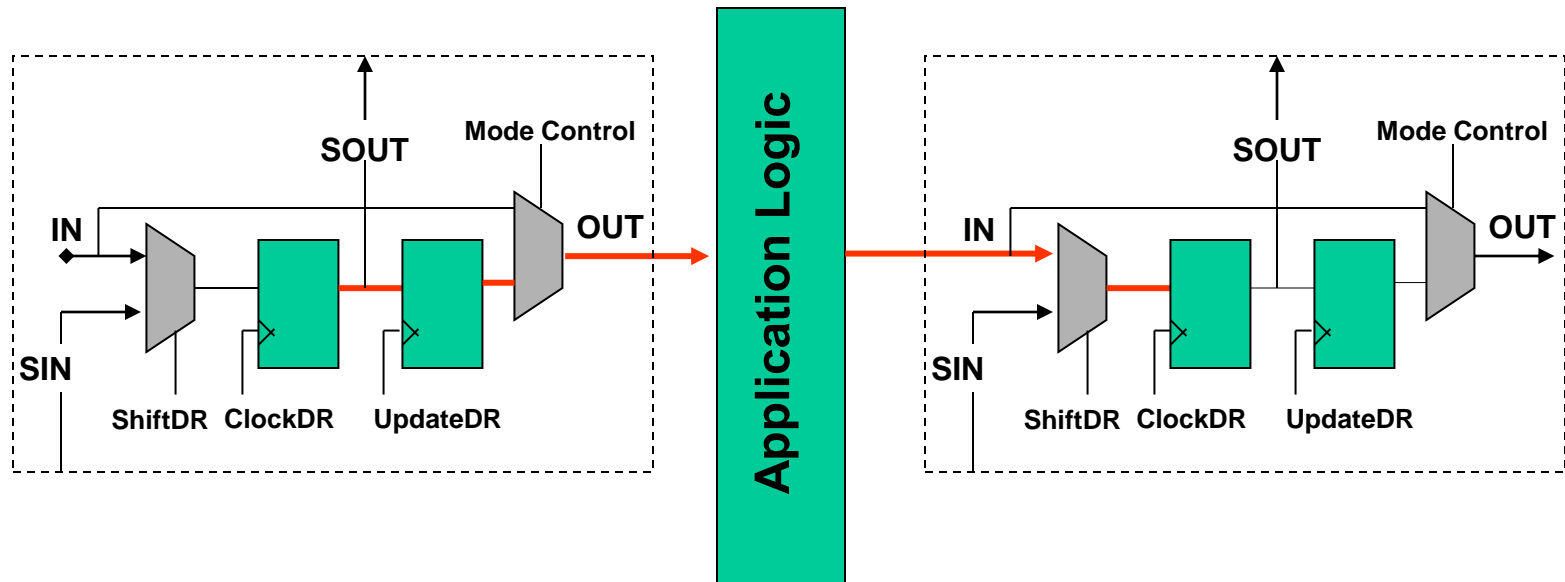 Mode Control
SOUT
IN
OUT
SIN
ShiftDR
ClockDR
UpdateDR
Application Logic
Mode Control
SOUT
IN
OUT
SIN
ShiftDR
ClockDR
UpdateDR